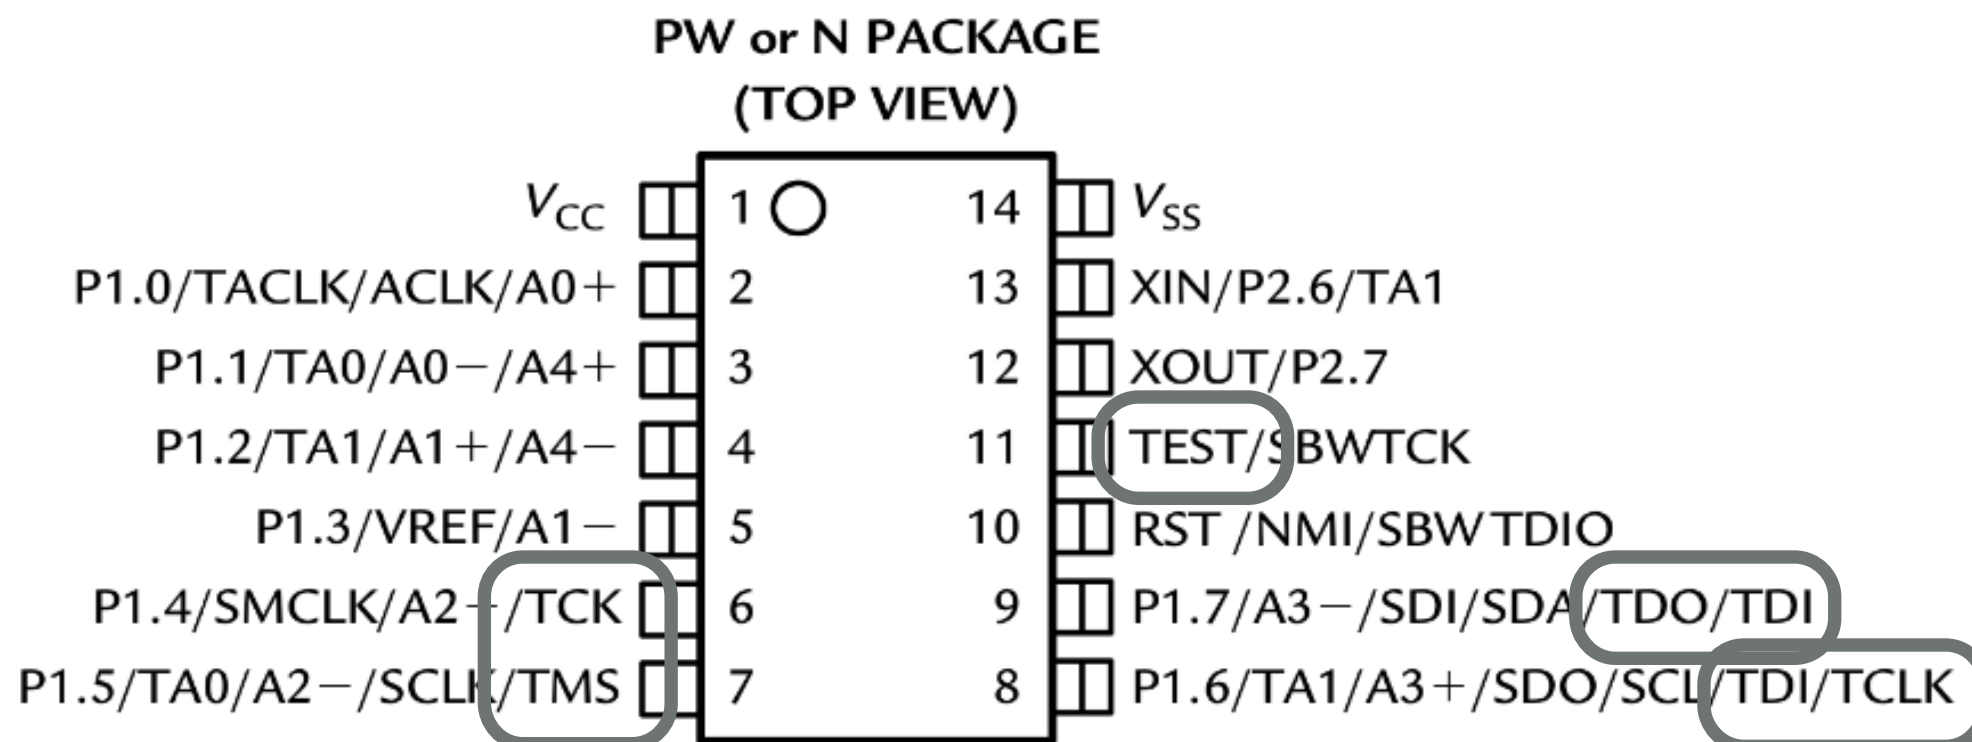 PW or N PACKAGE
(TOP VIEW)
VCC 1 14 VSS
P1.0/TACLK/ACLK/A0+ 2 13 XIN/P2.6/TA1
P1.1/TA0/A0−/A4+ 3 12 XOUT/P2.7
P1.2/TA1/A1+/A4− 4 11 TEST/SBWTCK
P1.3/VREF/A1− 5 10 RST /NMI/SBWTDIO
P1.4/SMCLK/A2+/TCK 6 9 P1.7/A3−/SDI/SDA/TDO/TDI
P1.5/TA0/A2−/SCLK/TMS 7 8 P1.6/TA1/A3+/SDO/SCL/TDI/TCLK